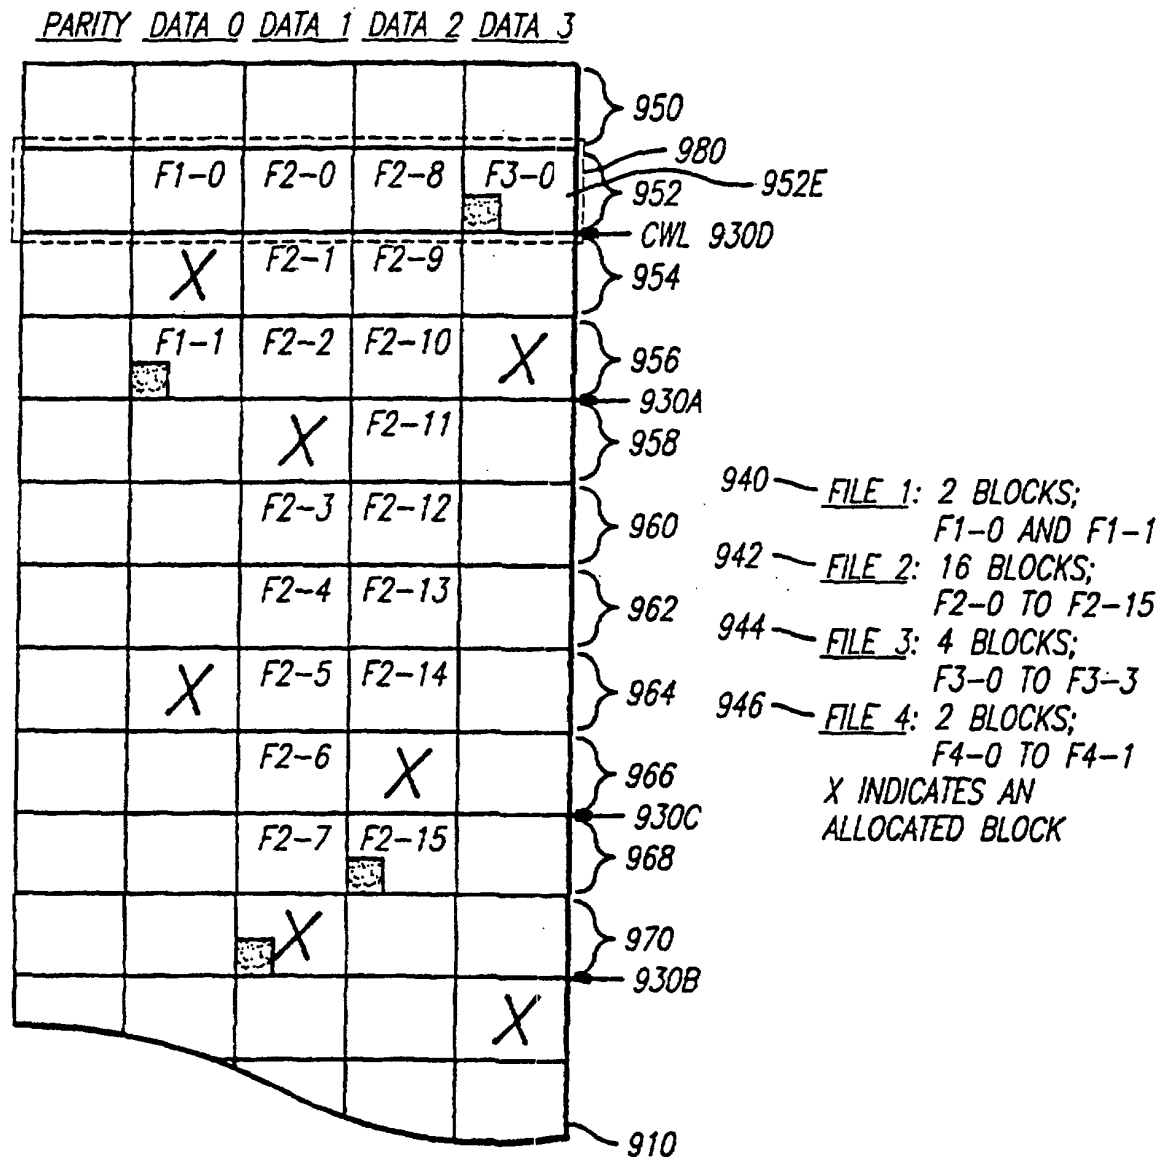 PARITY DATA 0 DATA 1 DATA 2 DATA 3
950
980
F1-0 F2-0 F2-8 F3-0
952
952E
CWL 930D
X F2-1 F2-9
954
F1-1 F2-2 F2-10 X
956
930A
X F2-11
958
F2-3 F2-12
960
F2-4 F2-13
962
X F2-5 F2-14
964
F2-6 X
966
930C
F2-7 F2-15
968
X
970
930B
X
910
940 FILE 1: 2 BLOCKS;
F1-0 AND F1-1
942 FILE 2: 16 BLOCKS;
F2-0 TO F2-15
944 FILE 3: 4 BLOCKS;
F3-0 TO F3-3
946 FILE 4: 2 BLOCKS;
F4-0 TO F4-1
X INDICATES AN
ALLOCATED BLOCK